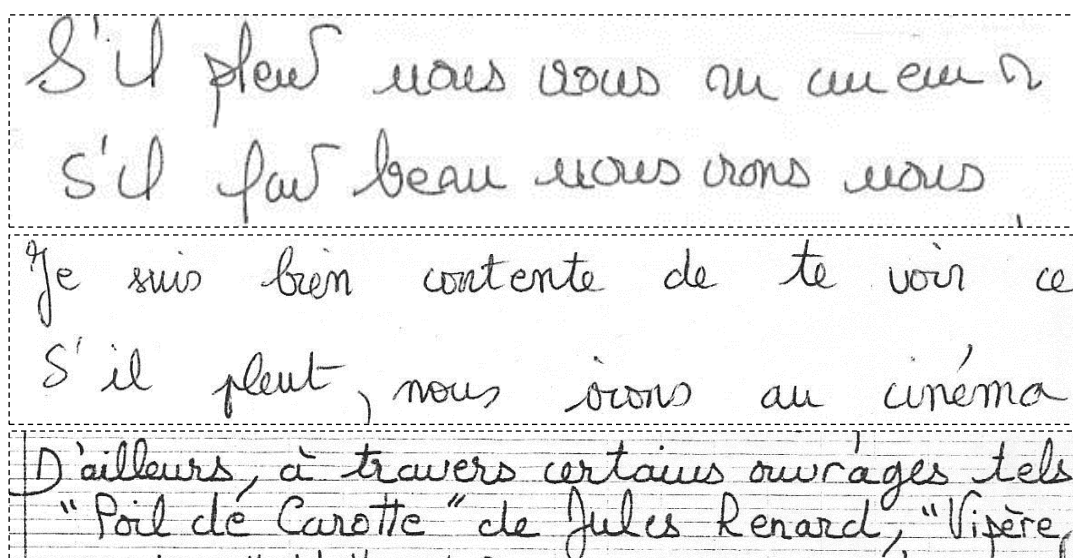 S'il pleut nous irons au cinema
S'il fait beau nous irons nous
Je suis bien contente de te voir ce
S'il pleut, nous irons au cinéma
D'ailleurs, à travers certains ouvrages tels
"Poil de Carotte" de Jules Renard, "Vipère,